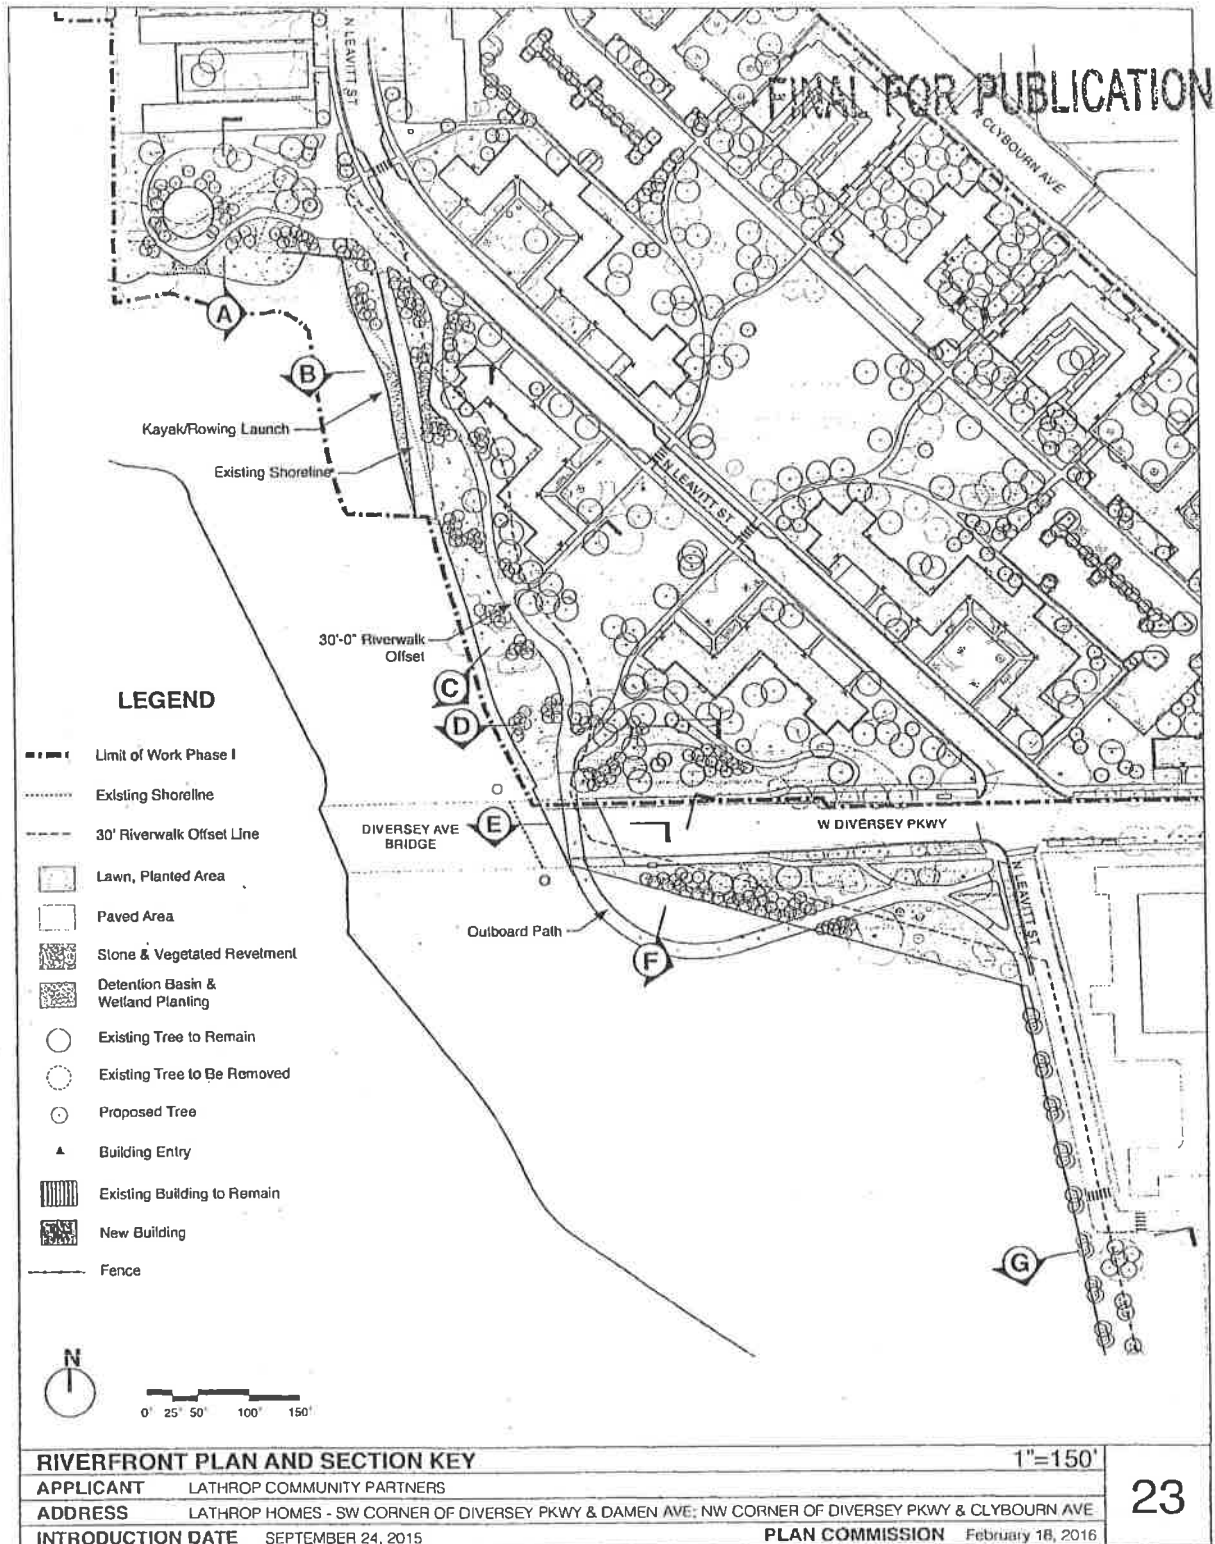 FINAL FOR PUBLICATION
N LEAVITT ST
N CLYBOURN AVE
A
B
Kayak/Rowing Launch
Existing Shoreline
N LEAVITT ST
30'-0" Riverwalk
Offset
C
D
LEGEND
Limit of Work Phase I
Existing Shoreline
30' Riverwalk Offset Line
Lawn, Planted Area
Paved Area
Stone & Vegetated Revetment
Detention Basin &
Wetland Planting
Existing Tree to Remain
Existing Tree to Be Removed
Proposed Tree
Building Entry
Existing Building to Remain
New Building
Fence
DIVERSEY AVE
BRIDGE
E
W DIVERSEY PKWY
N LEAVITT ST
Outboard Path
F
G
N
0' 25' 50' 100' 150'
RIVERFRONT PLAN AND SECTION KEY 1"=150'
APPLICANT LATHROP COMMUNITY PARTNERS
ADDRESS LATHROP HOMES - SW CORNER OF DIVERSEY PKWY & DAMEN AVE; NW CORNER OF DIVERSEY PKWY & CLYBOURN AVE
INTRODUCTION DATE SEPTEMBER 24, 2015 PLAN COMMISSION February 18, 2016
23